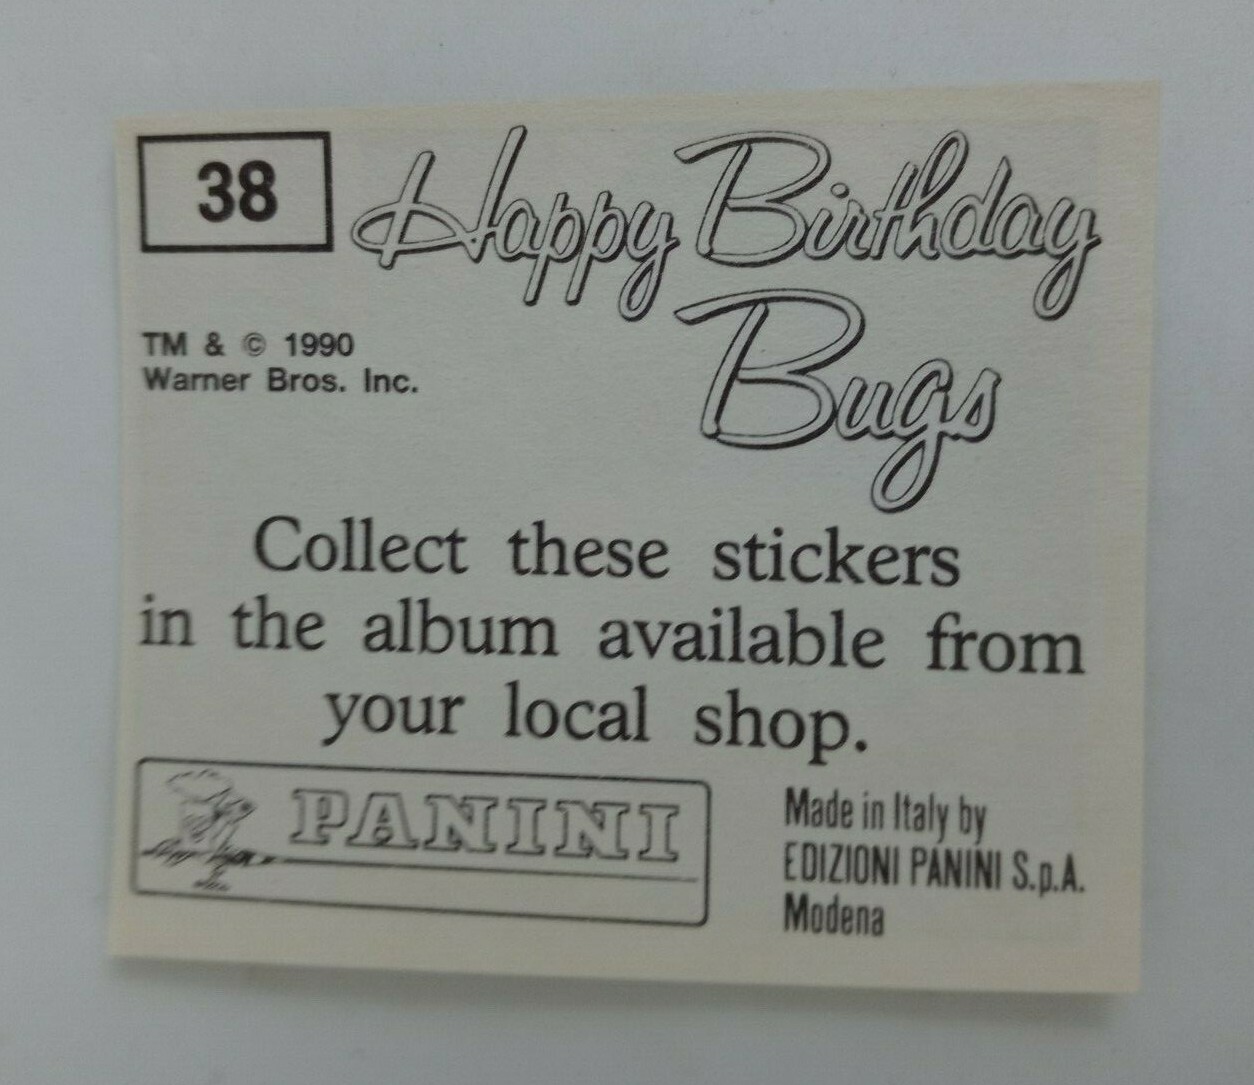 38
Happy Birthday
Bugs
TM & © 1990
Warner Bros. Inc.
Collect these stickers
in the album available from
your local shop.
PANINI
Made in Italy by
EDIZIONI PANINI S.p.A.
Modena